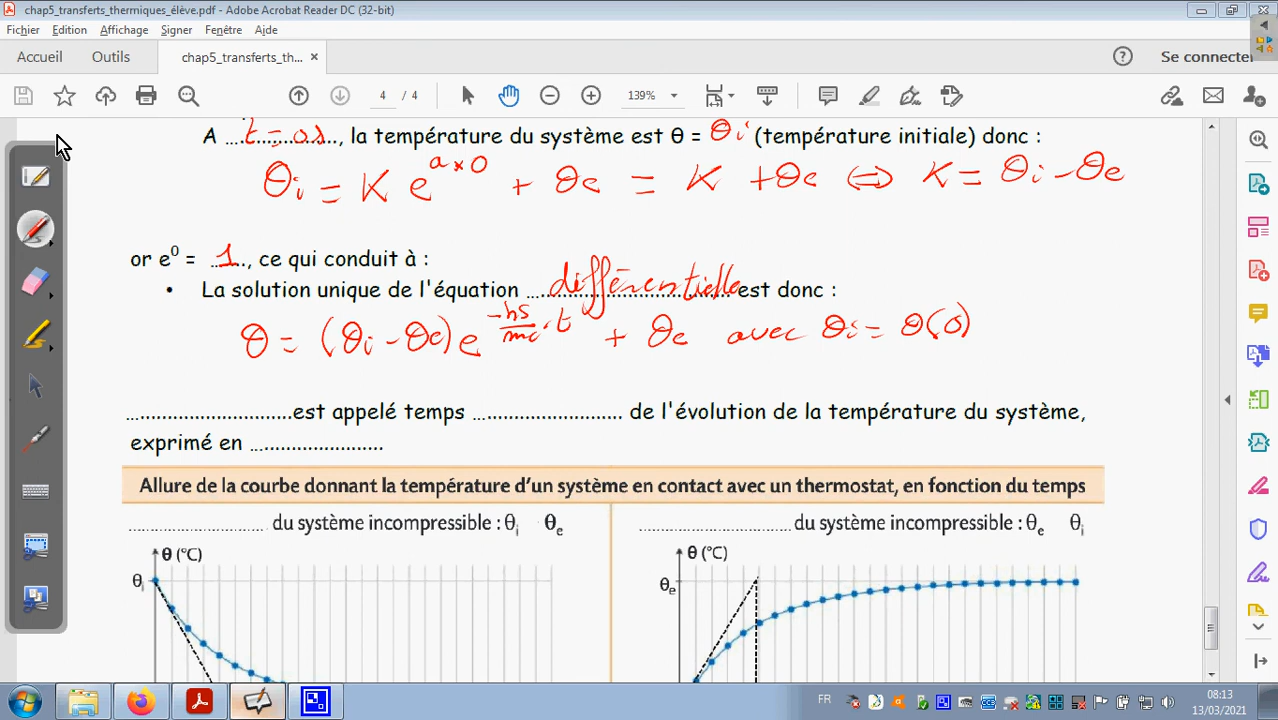 chap5_transferts_thermiques_élève.pdf - Adobe Acrobat Reader DC (32-bit)
Fichier Edition Affichage Signer Fenêtre Aide
Accueil Outils chap5_transferts_th... × Se connecter
4 / 4 139%
A ...t = 0s..., la température du système est θ = θi (température initiale) donc :
θi = K e^(a×0) + θe = K + θe ⇔ K = θi - θe
or e⁰ = ...1..., ce qui conduit à :
• La solution unique de l'équation ...différentielle... est donc :
θ = (θi - θe) e^(-hS/mc · t) + θe avec θi = θ(0)
..............................est appelé temps ........................ de l'évolution de la température du système,
exprimé en ........................
Allure de la courbe donnant la température d'un système en contact avec un thermostat, en fonction du temps
.............................. du système incompressible : θi θe
.............................. du système incompressible : θe θi
θ (°C)
θi
θ (°C)
θe
FR 08:13
13/03/2021